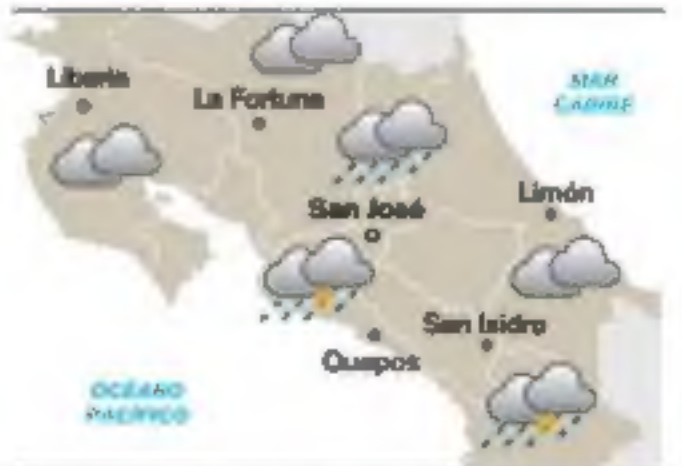 Liberia
La Fortuna
MAR
CARIBE
San José
Limón
San Isidro
Quepos
OCÉANO
PACÍFICO